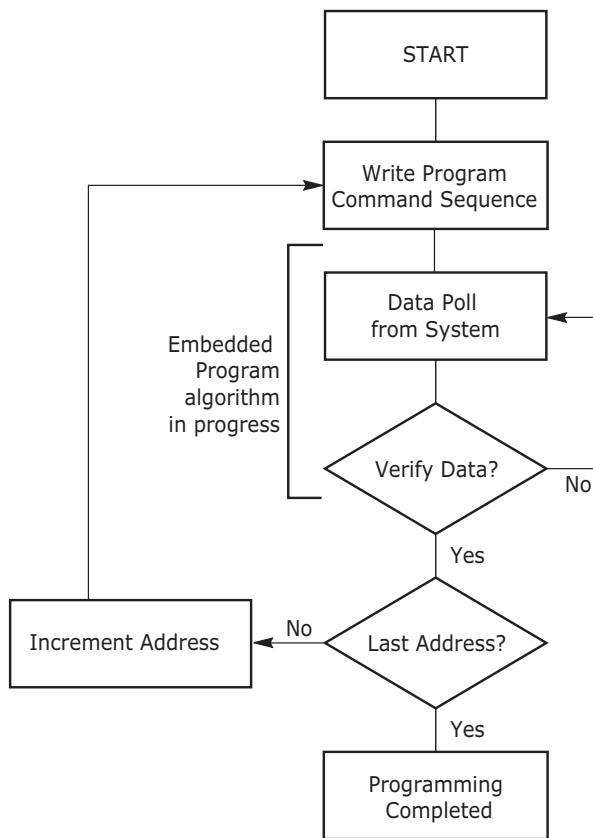 START
Write Program
Command Sequence
Data Poll
from System
Embedded
Program
algorithm
in progress
Verify Data?
No
Yes
No
Last Address?
Increment Address
Yes
Programming
Completed